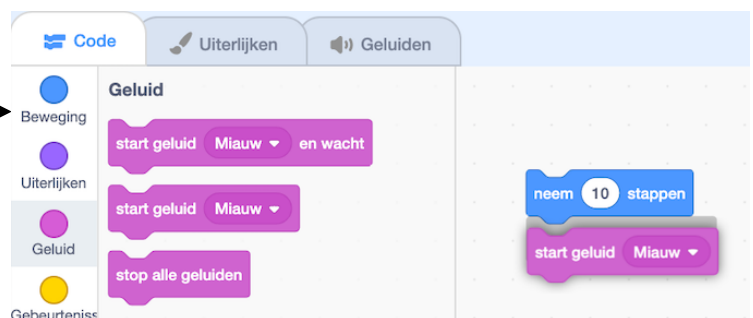 Code
Uiterlijken
Geluiden
Beweging
Uiterlijken
Geluid
Gebeurteniss
Geluid
start geluid Miauw en wacht
start geluid Miauw
stop alle geluiden
neem 10 stappen
start geluid Miauw